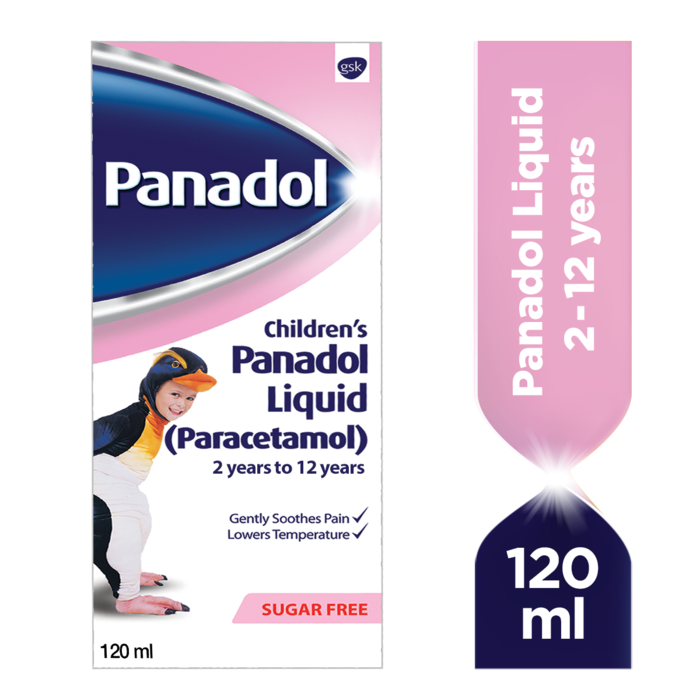 gsk
Panadol
Children's
Panadol
Liquid
(Paracetamol)
2 years to 12 years
Gently Soothes Pain ✓
Lowers Temperature ✓
SUGAR FREE
120 ml
Panadol Liquid
2 - 12 years
120
ml